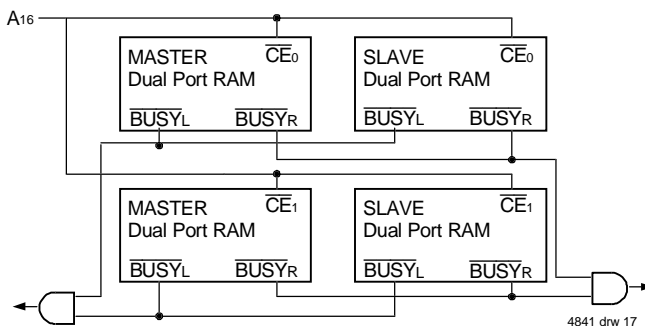 A16
MASTER CE0 SLAVE CE0
Dual Port RAM Dual Port RAM
BUSYL BUSYR BUSYL BUSYR
MASTER CE1 SLAVE CE1
Dual Port RAM Dual Port RAM
BUSYL BUSYR BUSYL BUSYR
4841 drw 17